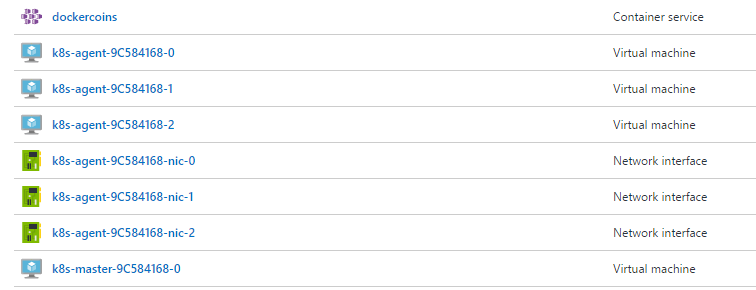 dockercoins Container service
k8s-agent-9C584168-0 Virtual machine
k8s-agent-9C584168-1 Virtual machine
k8s-agent-9C584168-2 Virtual machine
k8s-agent-9C584168-nic-0 Network interface
k8s-agent-9C584168-nic-1 Network interface
k8s-agent-9C584168-nic-2 Network interface
k8s-master-9C584168-0 Virtual machine